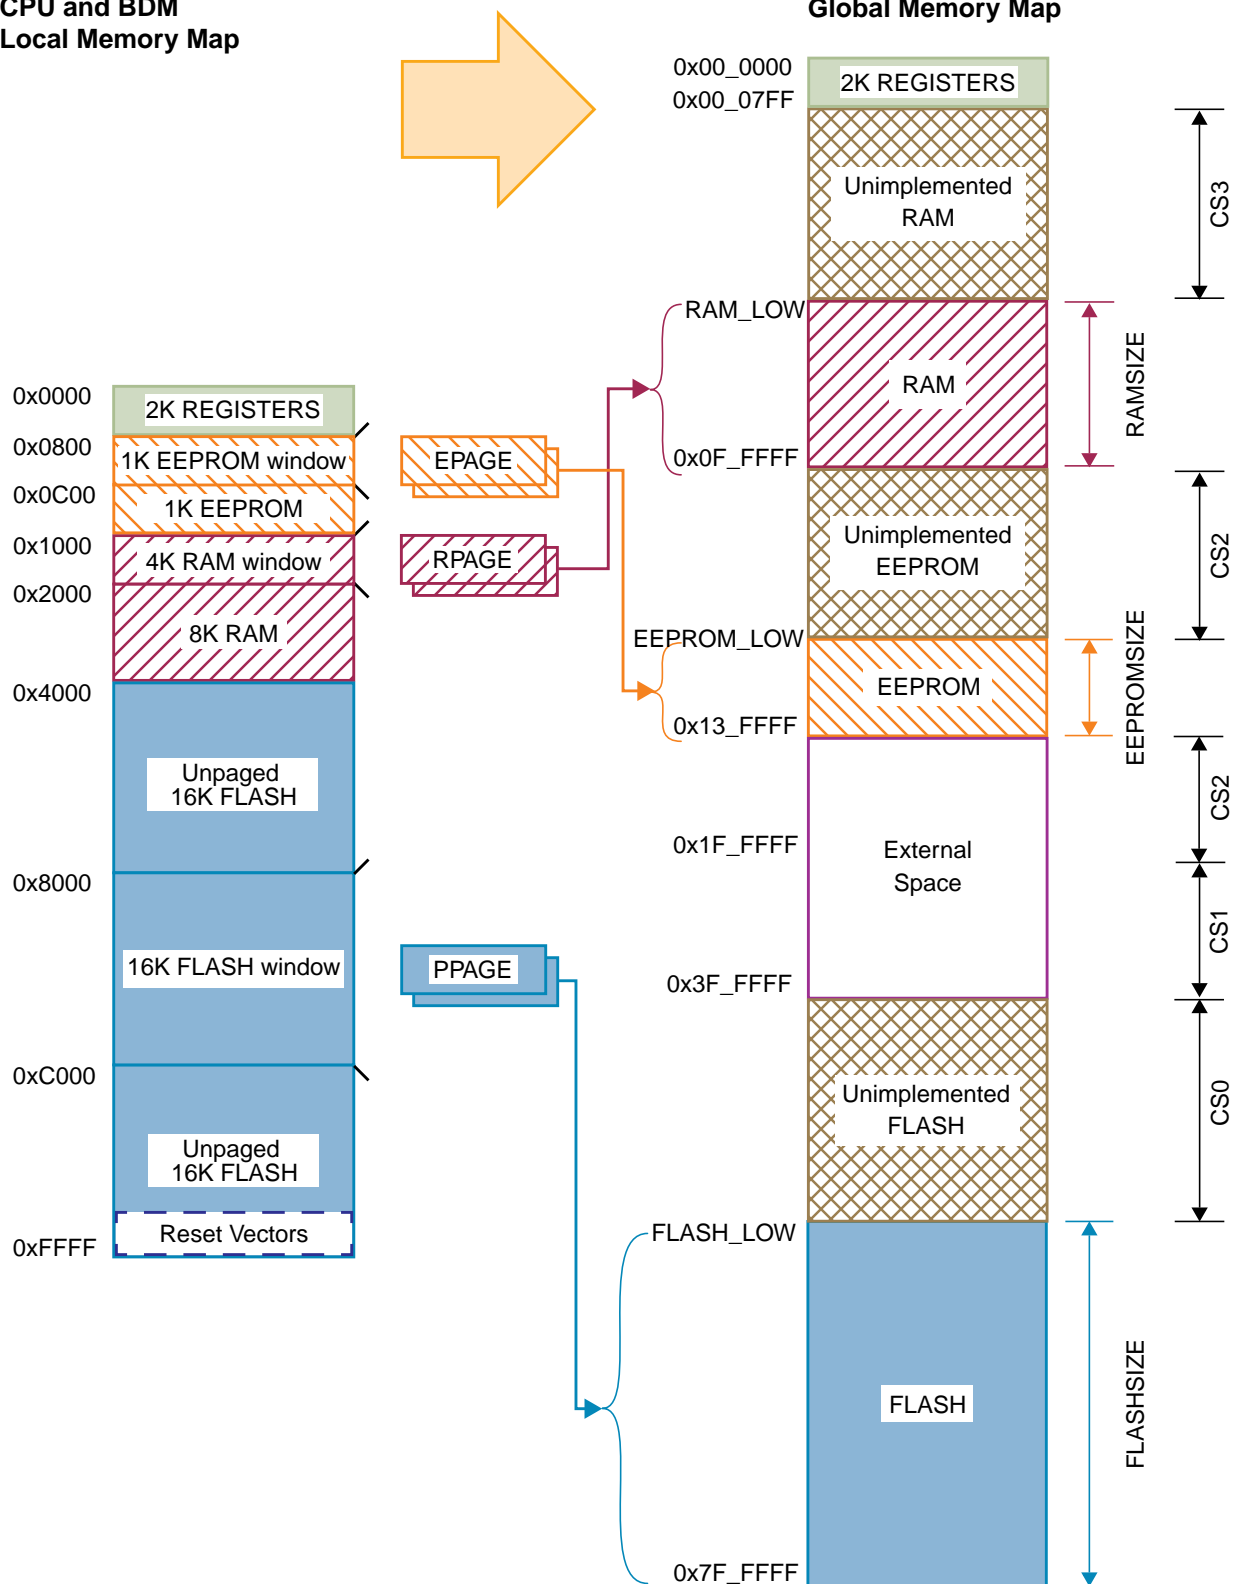 CPU and BDM
Local Memory Map
Global Memory Map
0x0000
2K REGISTERS
0x0800
1K EEPROM window
0x0C00
1K EEPROM
0x1000
4K RAM window
0x2000
8K RAM
0x4000
Unpaged
16K FLASH
0x8000
16K FLASH window
0xC000
Unpaged
16K FLASH
Reset Vectors
0xFFFF
EPAGE
RPAGE
PPAGE
0x00_0000
2K REGISTERS
0x00_07FF
Unimplemented
RAM
CS3
RAM_LOW
RAM
RAMSIZE
0x0F_FFFF
Unimplemented
EEPROM
CS2
EEPROM_LOW
EEPROM
EEPROMSIZE
0x13_FFFF
CS2
0x1F_FFFF
External
Space
CS1
0x3F_FFFF
Unimplemented
FLASH
CS0
FLASH_LOW
FLASH
FLASHSIZE
0x7F_FFFF